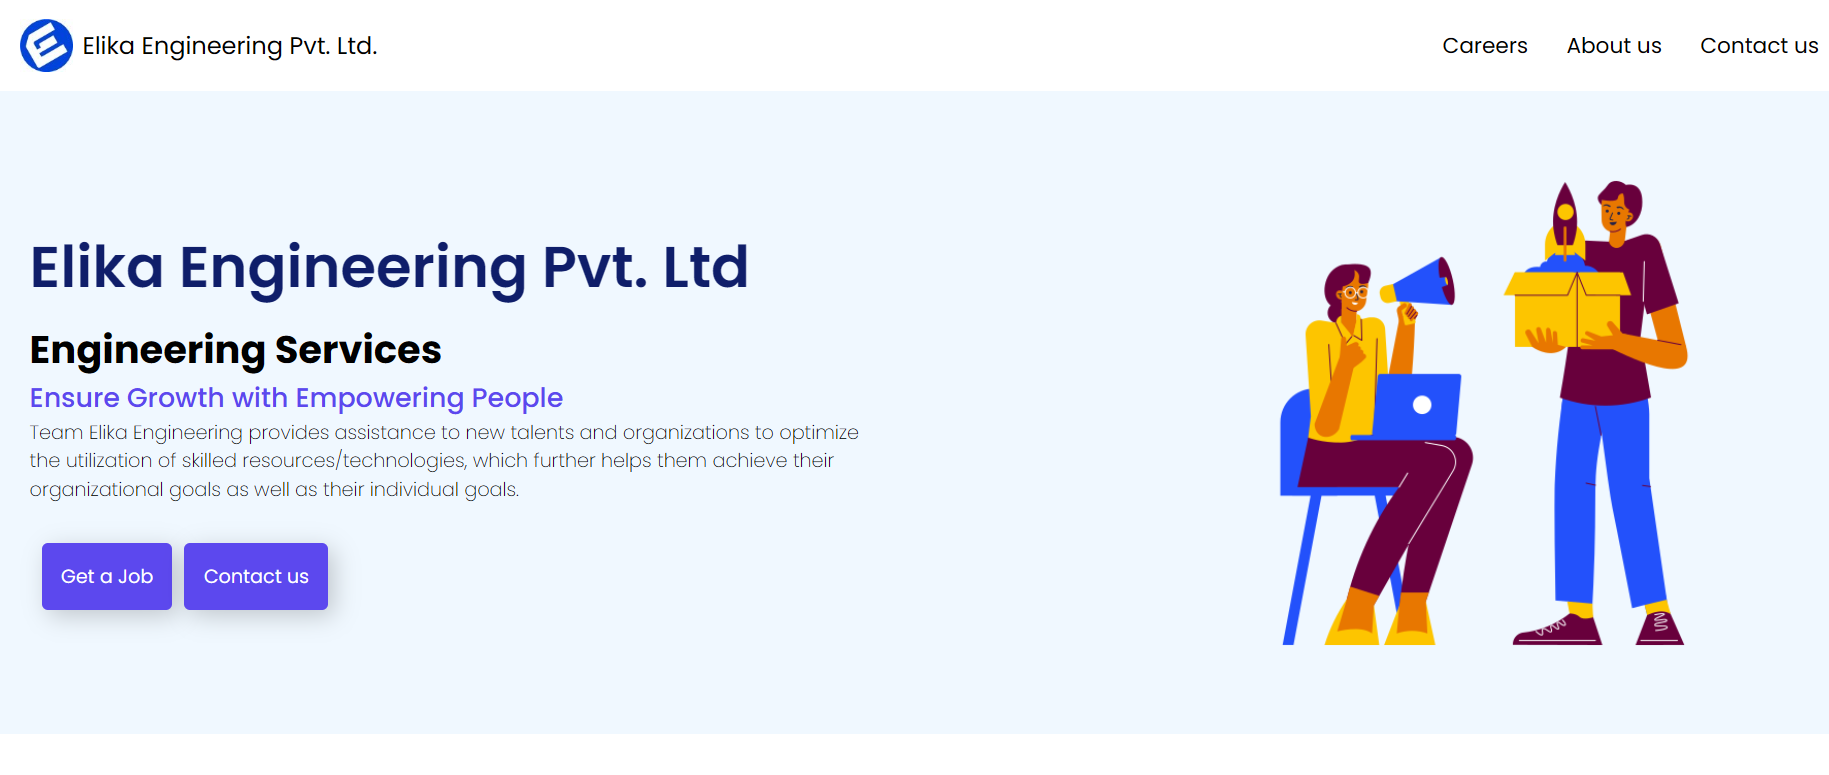 Elika Engineering Pvt. Ltd.
Careers
About us
Contact us
Elika Engineering Pvt. Ltd
Engineering Services
Ensure Growth with Empowering People
Team Elika Engineering provides assistance to new talents and organizations to optimize
the utilization of skilled resources/technologies, which further helps them achieve their
organizational goals as well as their individual goals.
Get a Job
Contact us